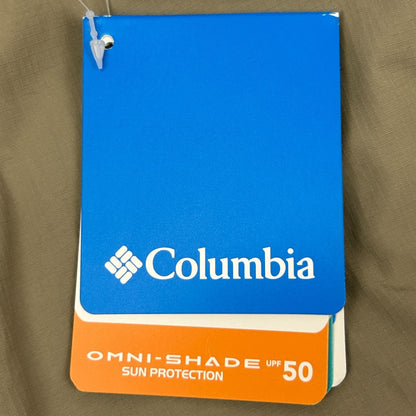 Columbia
OMNI-SHADE UPF 50
SUN PROTECTION